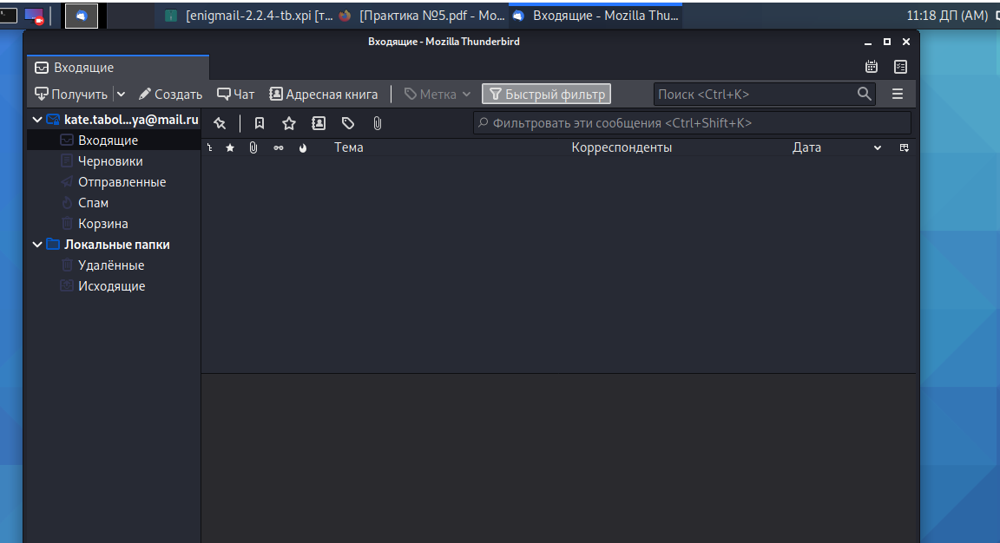 [enigmail-2.2.4-tb.xpi [т... [Практика №5.pdf - Mo... Входящие - Mozilla Thu... 11:18 ДП (AM)
Входящие - Mozilla Thunderbird
Входящие
Получить Создать Чат Адресная книга Метка Быстрый фильтр Поиск <Ctrl+K>
kate.tabol...ya@mail.ru Фильтровать эти сообщения <Ctrl+Shift+K>
Входящие Тема Корреспонденты Дата
Черновики
Отправленные
Спам
Корзина
Локальные папки
Удалённые
Исходящие